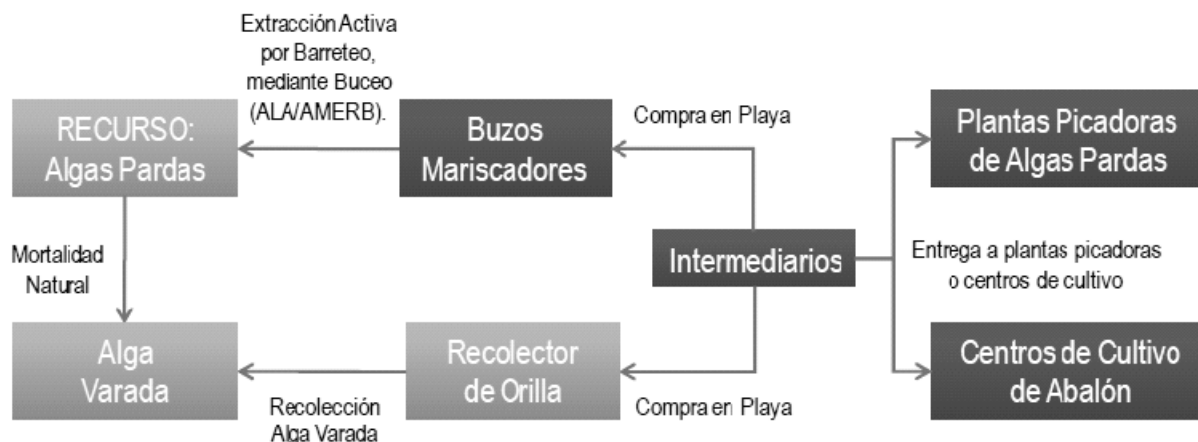 Extracción Activa
por Barreteo,
mediante Buceo
(ALA/AMERB).
RECURSO:
Algas Pardas
Buzos
Mariscadores
Compra en Playa
Plantas Picadoras
de Algas Pardas
Mortalidad
Natural
Intermediarios
Entrega a plantas picadoras
o centros de cultivo
Alga
Varada
Recolección
Alga Varada
Recolector
de Orilla
Compra en Playa
Centros de Cultivo
de Abalón